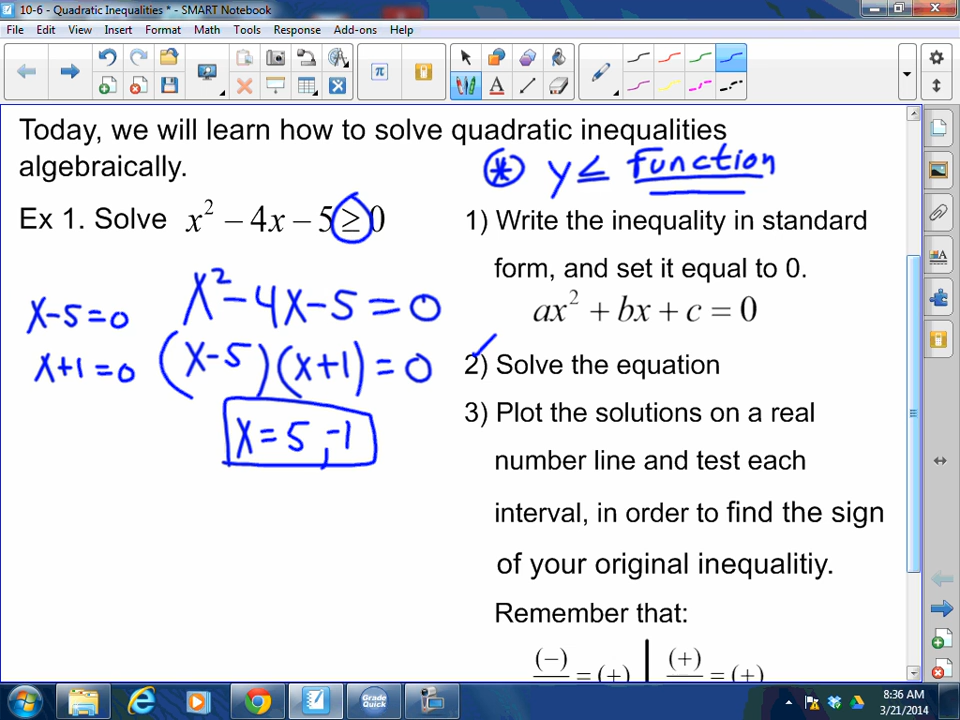 10-6 - Quadratic Inequalities * - SMART Notebook
File Edit View Insert Format Math Tools Response Add-ons Help
Today, we will learn how to solve quadratic inequalities
algebraically.
⊛ y ≤ function
Ex 1. Solve x² − 4x − 5 ≥ 0
x² − 4x − 5 = 0
x − 5 = 0
x + 1 = 0
(x − 5)(x + 1) = 0
x = 5, −1
1) Write the inequality in standard
form, and set it equal to 0.
ax² + bx + c = 0
2) Solve the equation
3) Plot the solutions on a real
number line and test each
interval, in order to find the sign
of your original inequalitiy.
Remember that:
(−) = (+) | (+) = (+)
Grade
Quick
8:36 AM
3/21/2014